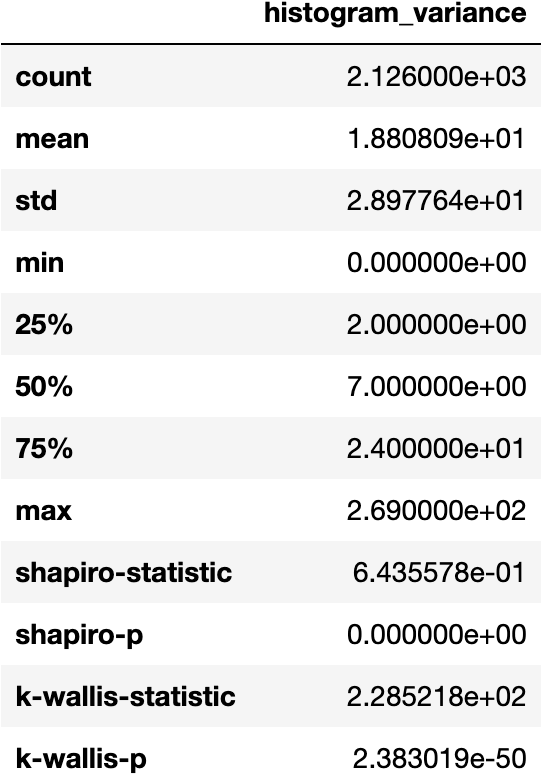 histogram_variance
count 2.126000e+03
mean 1.880809e+01
std 2.897764e+01
min 0.000000e+00
25% 2.000000e+00
50% 7.000000e+00
75% 2.400000e+01
max 2.690000e+02
shapiro-statistic 6.435578e-01
shapiro-p 0.000000e+00
k-wallis-statistic 2.285218e+02
k-wallis-p 2.383019e-50